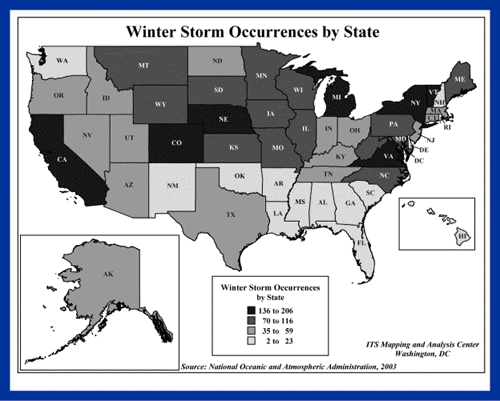 Winter Storm Occurrences by State
WA
MT
ND
MN
OR
ID
SD
WI
MI
VT
ME
NH
NY
MA
CT
RI
WY
NE
IA
PA
NJ
NV
UT
CO
KS
MO
IL
IN
OH
MD
DE
DC
VA
KY
CA
NC
AZ
NM
OK
AR
TN
SC
TX
LA
MS
AL
GA
FL
HI
AK
Winter Storm Occurrences
by State
136 to 206
70 to 116
35 to 59
2 to 23
ITS Mapping and Analysis Center
Washington, DC
Source: National Oceanic and Atmospheric Administration, 2003